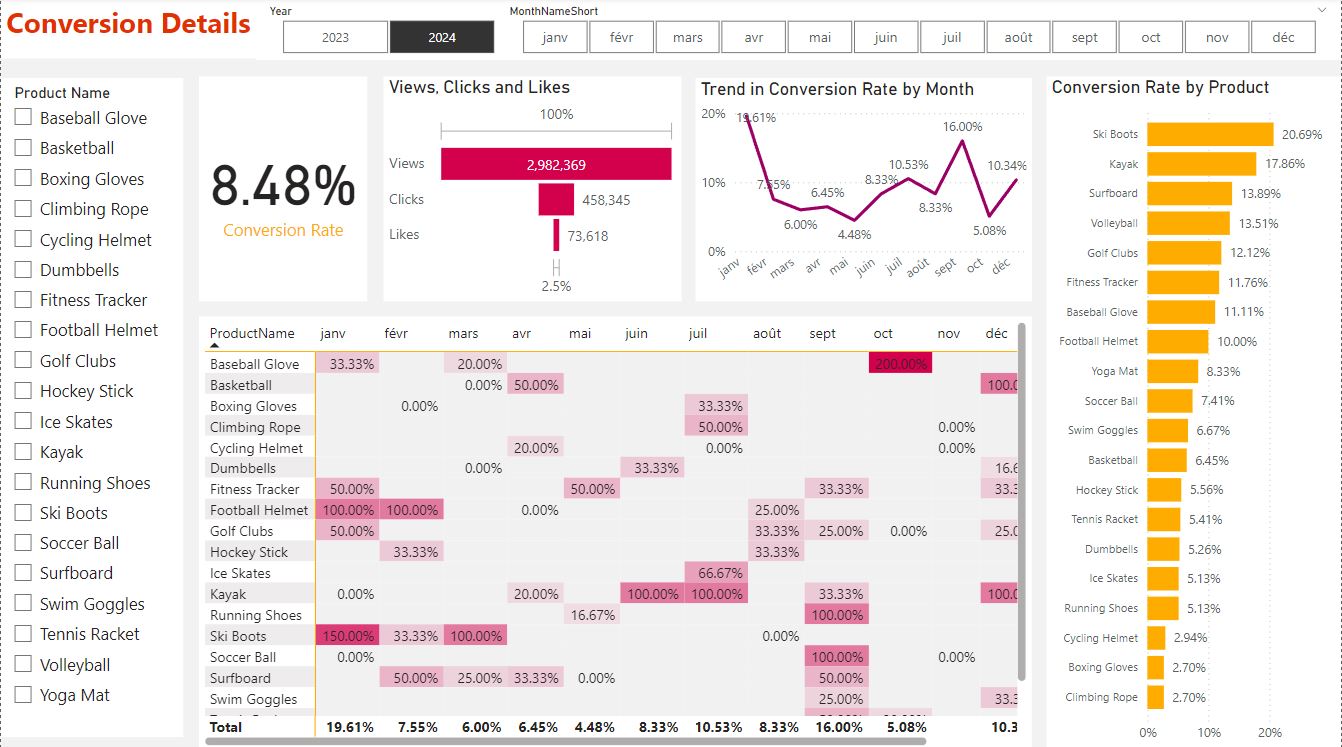 Conversion Details
Year
2023 2024
MonthNameShort
janv févr mars avr mai juin juil août sept oct nov déc
Product Name
Baseball Glove
Basketball
Boxing Gloves
Climbing Rope
Cycling Helmet
Dumbbells
Fitness Tracker
Football Helmet
Golf Clubs
Hockey Stick
Ice Skates
Kayak
Running Shoes
Ski Boots
Soccer Ball
Surfboard
Swim Goggles
Tennis Racket
Volleyball
Yoga Mat
8.48%
Conversion Rate
Views, Clicks and Likes
100%
Views 2,982,369
Clicks 458,345
Likes 73,618
2.5%
Trend in Conversion Rate by Month
20%
10%
0%
19.61%
7.55%
6.00%
6.45%
4.48%
8.33%
10.53%
8.33%
16.00%
5.08%
10.34%
janv févr mars avr mai juin juil août sept oct déc
ProductName janv févr mars avr mai juin juil août sept oct nov déc
Baseball Glove 33.33% 20.00% 200.00%
Basketball 0.00% 50.00% 100.0
Boxing Gloves 0.00% 33.33%
Climbing Rope 50.00% 0.00%
Cycling Helmet 20.00% 0.00% 0.00%
Dumbbells 0.00% 33.33% 16.6
Fitness Tracker 50.00% 50.00% 33.33% 33.3
Football Helmet 100.00% 100.00% 0.00% 25.00%
Golf Clubs 50.00% 33.33% 25.00% 0.00% 25.0
Hockey Stick 33.33% 33.33%
Ice Skates 66.67%
Kayak 0.00% 20.00% 100.00% 100.00% 33.33% 100.0
Running Shoes 16.67% 100.00%
Ski Boots 150.00% 33.33% 100.00% 0.00%
Soccer Ball 0.00% 100.00% 0.00%
Surfboard 50.00% 25.00% 33.33% 0.00% 50.00%
Swim Goggles 25.00% 33.3
Total 19.61% 7.55% 6.00% 6.45% 4.48% 8.33% 10.53% 8.33% 16.00% 5.08% 10.3
Conversion Rate by Product
Ski Boots 20.69%
Kayak 17.86%
Surfboard 13.89%
Volleyball 13.51%
Golf Clubs 12.12%
Fitness Tracker 11.76%
Baseball Glove 11.11%
Football Helmet 10.00%
Yoga Mat 8.33%
Soccer Ball 7.41%
Swim Goggles 6.67%
Basketball 6.45%
Hockey Stick 5.56%
Tennis Racket 5.41%
Dumbbells 5.26%
Ice Skates 5.13%
Running Shoes 5.13%
Cycling Helmet 2.94%
Boxing Gloves 2.70%
Climbing Rope 2.70%
0% 10% 20%